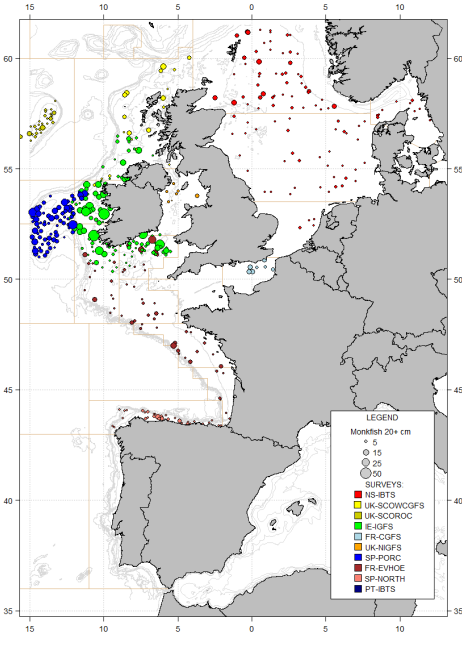 15 10 5 0 5 10
60 60
55 55
50 50
45 45
40 40
35 35
LEGEND
Monkfish 20+ cm
5
15
25
50
SURVEYS:
NS-IBTS
UK-SCOWCGFS
UK-SCOROC
IE-IGFS
FR-CGFS
UK-NIGFS
SP-PORC
FR-EVHOE
SP-NORTH
PT-IBTS
15 10 5 0 5 10